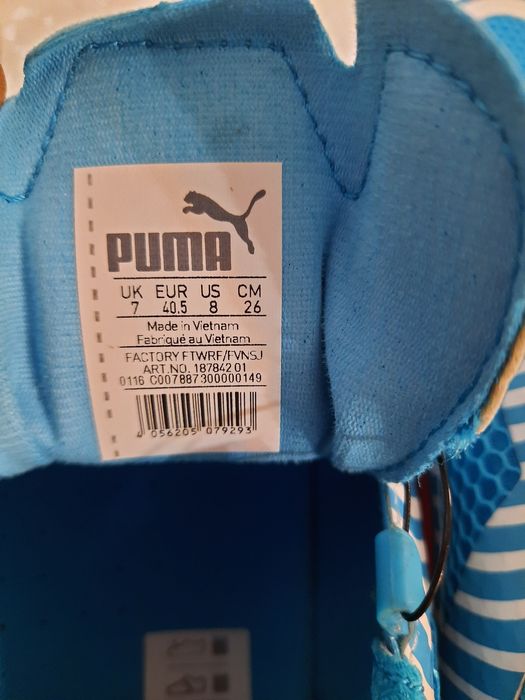 PUMA
UK EUR US CM
7 40.5 8 26
Made in Vietnam
Fabriqué au Vietnam
FACTORY FTWRF/FVNSJ
ART.NO. 187842 01
0116 C007887300000149
4 056205 079293